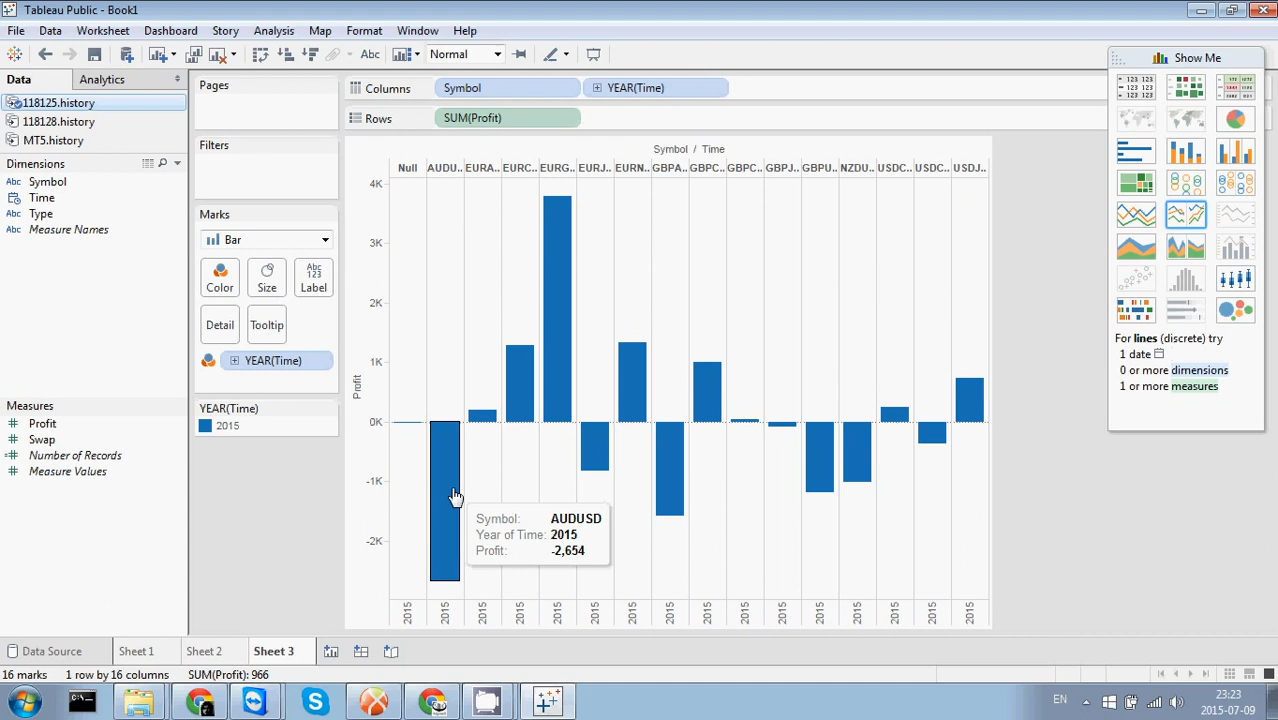 Tableau Public - Book1
File Data Worksheet Dashboard Story Analysis Map Format Window Help
Abc Normal
Data Analytics
118125.history
118128.history
MT5.history
Dimensions
Abc Symbol
Time
Abc Type
Abc Measure Names
Measures
Profit
Swap
Number of Records
Measure Values
Pages
Filters
Marks
Bar
Color Size Abc 123 Label
Detail Tooltip
YEAR(Time)
YEAR(Time)
2015
Columns Symbol YEAR(Time)
Rows SUM(Profit)
Symbol / Time
Null AUDU.. EURA.. EURC.. EURG.. EURJ.. EURN.. GBPA.. GBPC.. GBPC.. GBPJ.. GBPU.. NZDU.. USDC.. USDC.. USDJ..
Profit
4K
3K
2K
1K
0K
-1K
-2K
Symbol: AUDUSD
Year of Time: 2015
Profit: -2,654
2015 2015 2015 2015 2015 2015 2015 2015 2015 2015 2015 2015 2015 2015 2015 2015
Show Me
For lines (discrete) try
1 date
0 or more dimensions
1 or more measures
Data Source Sheet 1 Sheet 2 Sheet 3
16 marks 1 row by 16 columns SUM(Profit): 966
EN 23:23
2015-07-09